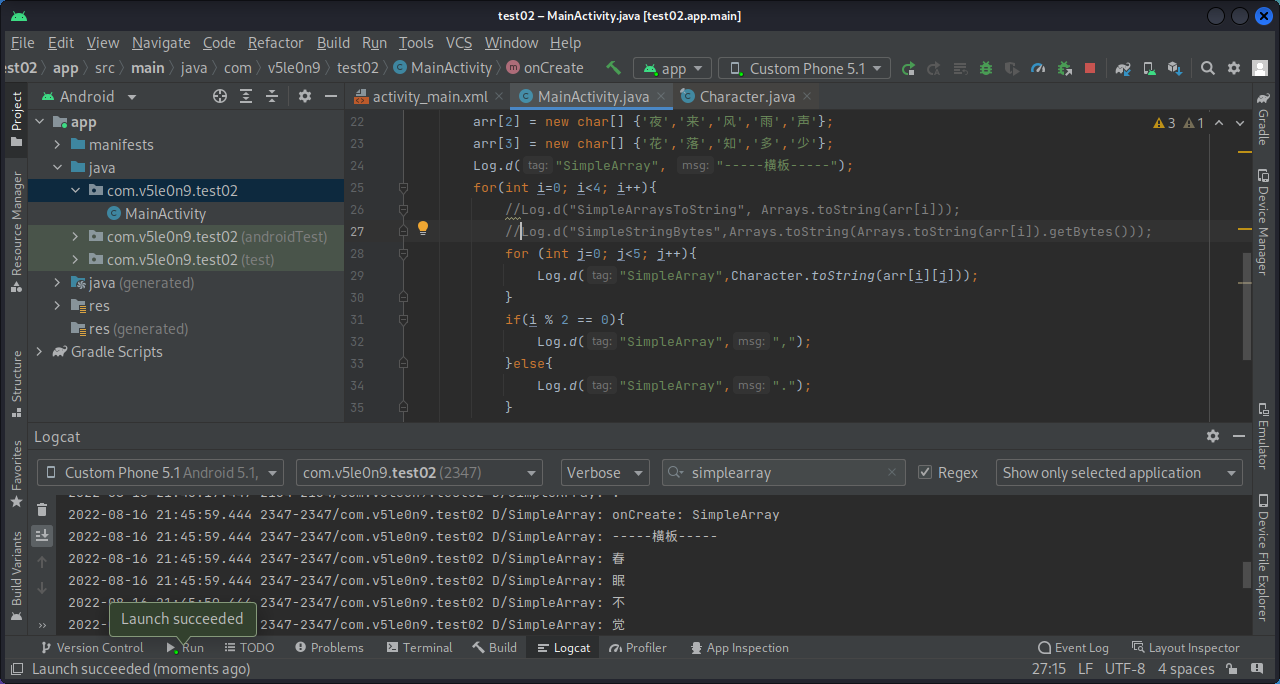 test02 – MainActivity.java [test02.app.main]
File Edit View Navigate Code Refactor Build Run Tools VCS Window Help
est02 app src main java com v5le0n9 test02 MainActivity onCreate app Custom Phone 5.1
Android
activity_main.xml MainActivity.java Character.java
Project
Resource Manager
Structure
Favorites
Build Variants
app
manifests
java
com.v5le0n9.test02
MainActivity
com.v5le0n9.test02 (androidTest)
com.v5le0n9.test02 (test)
java (generated)
res
res (generated)
Gradle Scripts
3 1
22 arr[2] = new char[] {'夜','来','风','雨','声'};
23 arr[3] = new char[] {'花','落','知','多','少'};
24 Log.d( tag: "SimpleArray", msg: "-----横板-----");
25 for(int i=0; i<4; i++){
26 //Log.d("SimpleArraysToString", Arrays.toString(arr[i]));
27 //Log.d("SimpleStringBytes",Arrays.toString(Arrays.toString(arr[i]).getBytes()));
28 for (int j=0; j<5; j++){
29 Log.d( tag: "SimpleArray",Character.toString(arr[i][j]));
30 }
31 if(i % 2 == 0){
32 Log.d( tag: "SimpleArray", msg: ",");
33 }else{
34 Log.d( tag: "SimpleArray", msg: ".");
35 }
Gradle
Device Manager
Emulator
Device File Explorer
Logcat
Custom Phone 5.1 Android 5.1, com.v5le0n9.test02 (2347) Verbose simplearray Regex Show only selected application
2022-08-16 21:45:59.444 2347-2347/com.v5le0n9.test02 D/SimpleArray: onCreate: SimpleArray
2022-08-16 21:45:59.444 2347-2347/com.v5le0n9.test02 D/SimpleArray: -----横板-----
2022-08-16 21:45:59.444 2347-2347/com.v5le0n9.test02 D/SimpleArray: 春
2022-08-16 21:45:59.444 2347-2347/com.v5le0n9.test02 D/SimpleArray: 眠
2022-08-16 21:45:59.444 2347-2347/com.v5le0n9.test02 D/SimpleArray: 不
2347-2347/com.v5le0n9.test02 D/SimpleArray: 觉
Launch succeeded
Version Control Run TODO Problems Terminal Build Logcat Profiler App Inspection Event Log Layout Inspector
Launch succeeded (moments ago) 27:15 LF UTF-8 4 spaces